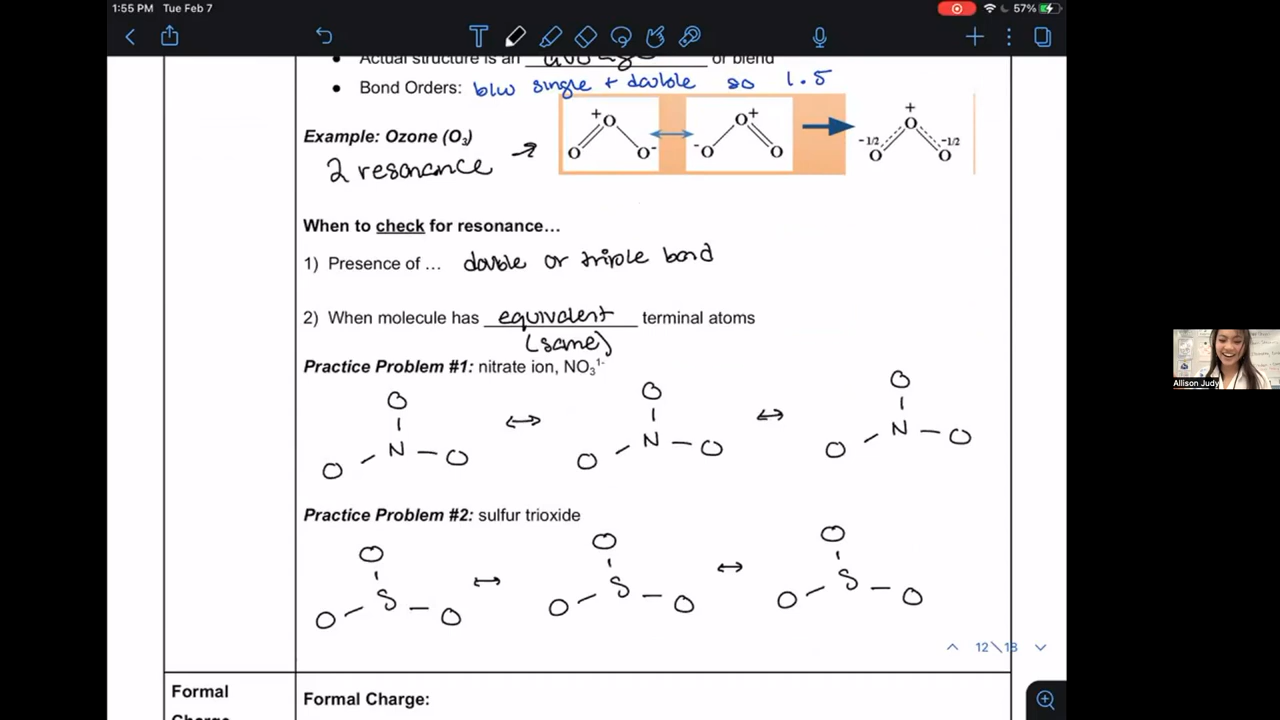 1:55 PM Tue Feb 7
57%
Actual structure is an average or blend
Bond Orders: b/w single + double so 1.5
Example: Ozone (O₃)
2 resonance →
+O O O-
O+ -O O
+ O -1/2 O -1/2 O
When to check for resonance…
1) Presence of … double or triple bond
2) When molecule has equivalent terminal atoms
(same)
Practice Problem #1: nitrate ion, NO₃¹⁻
O O O
N ↔ N ↔ N
O O O O O O
Practice Problem #2: sulfur trioxide
O O O
S ↔ S ↔ S
O O O O O O
12\18
Formal
Formal Charge:
Charge
Allison Judy